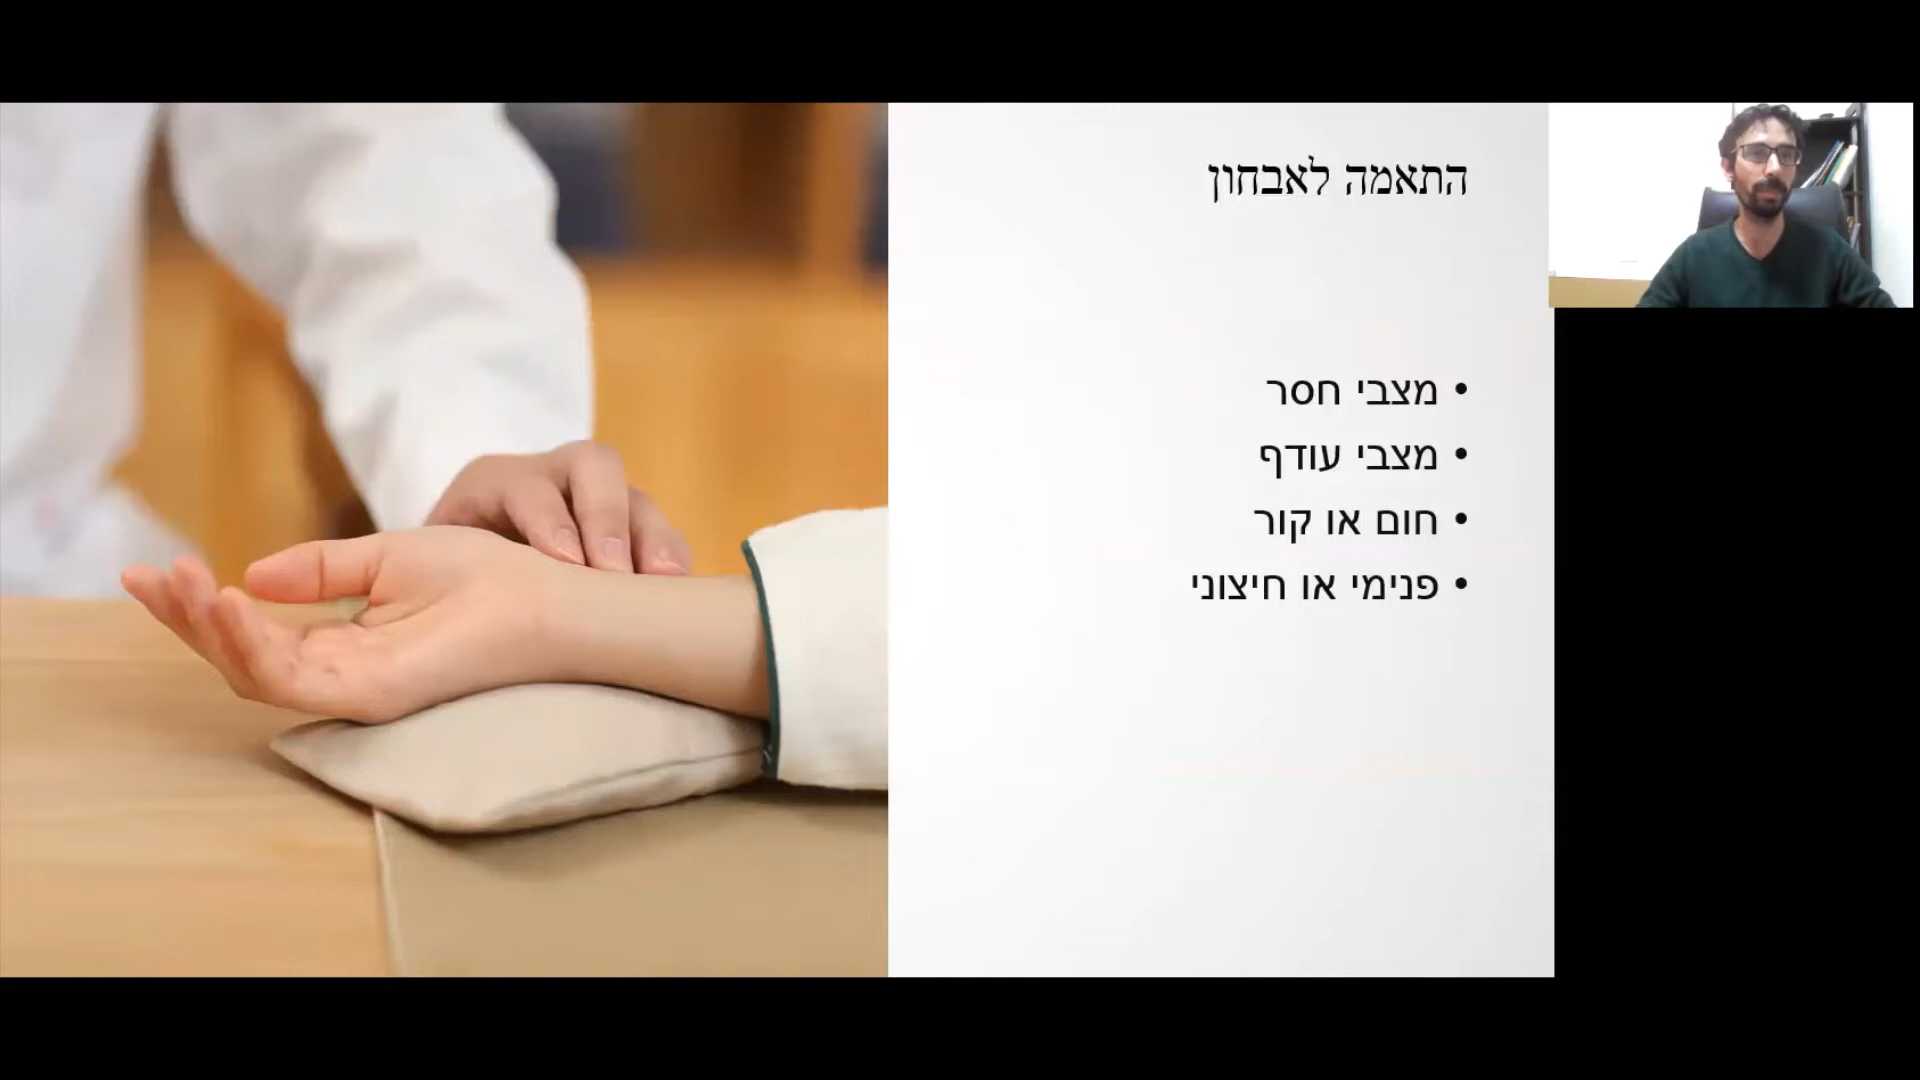 התאמה לאבחון
• מצבי חסר
• מצבי עודף
• חום או קור
• פנימי או חיצוני